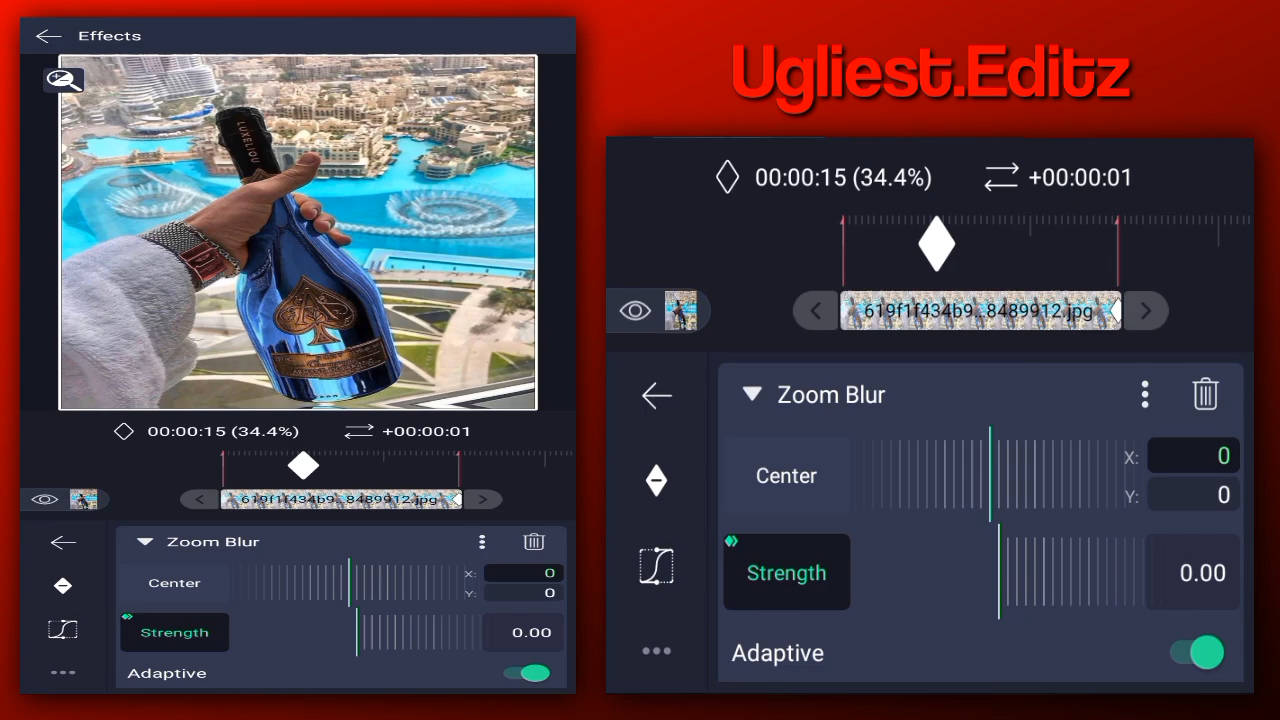 Effects
LUXELIOU
00:00:15 (34.4%) +00:00:01
619f1f434b9...8489912.jpg
Zoom Blur
Center X: 0
Y: 0
Strength 0.00
Adaptive
Ugliest.Editz
00:00:15 (34.4%) +00:00:01
619f1f434b9...8489912.jpg
Zoom Blur
Center X: 0
Y: 0
Strength 0.00
Adaptive